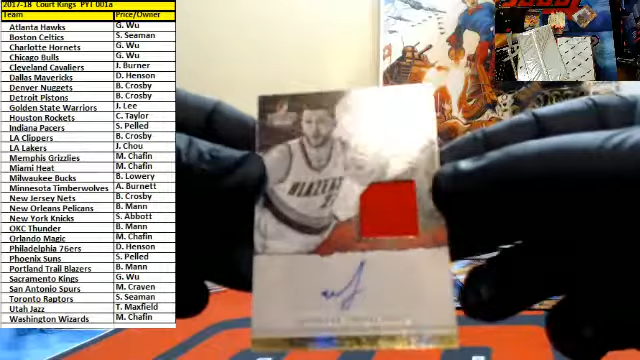 2017-18 Court Kings PYT 001a
Team Price/Owner
Atlanta Hawks G. Wu
Boston Celtics S. Seaman
Charlotte Hornets G. Wu
Chicago Bulls G. Wu
Cleveland Cavaliers J. Burner
Dallas Mavericks D. Henson
Denver Nuggets B. Crosby
Detroit Pistons B. Crosby
Golden State Warriors J. Lee
Houston Rockets C. Taylor
Indiana Pacers S. Pelled
LA Clippers B. Crosby
LA Lakers J. Chou
Memphis Grizzlies M. Chafin
Miami Heat M. Chafin
Milwaukee Bucks B. Lowery
Minnesota Timberwolves A. Burnett
New Jersey Nets B. Crosby
New Orleans Pelicans B. Mann
New York Knicks S. Abbott
OKC Thunder B. Mann
Orlando Magic M. Chafin
Philadelphia 76ers D. Henson
Phoenix Suns S. Pelled
Portland Trail Blazers B. Mann
Sacramento Kings G. Wu
San Antonio Spurs M. Craven
Toronto Raptors S. Seaman
Utah Jazz T. Maxfield
Washington Wizards M. Chafin
BLAZERS